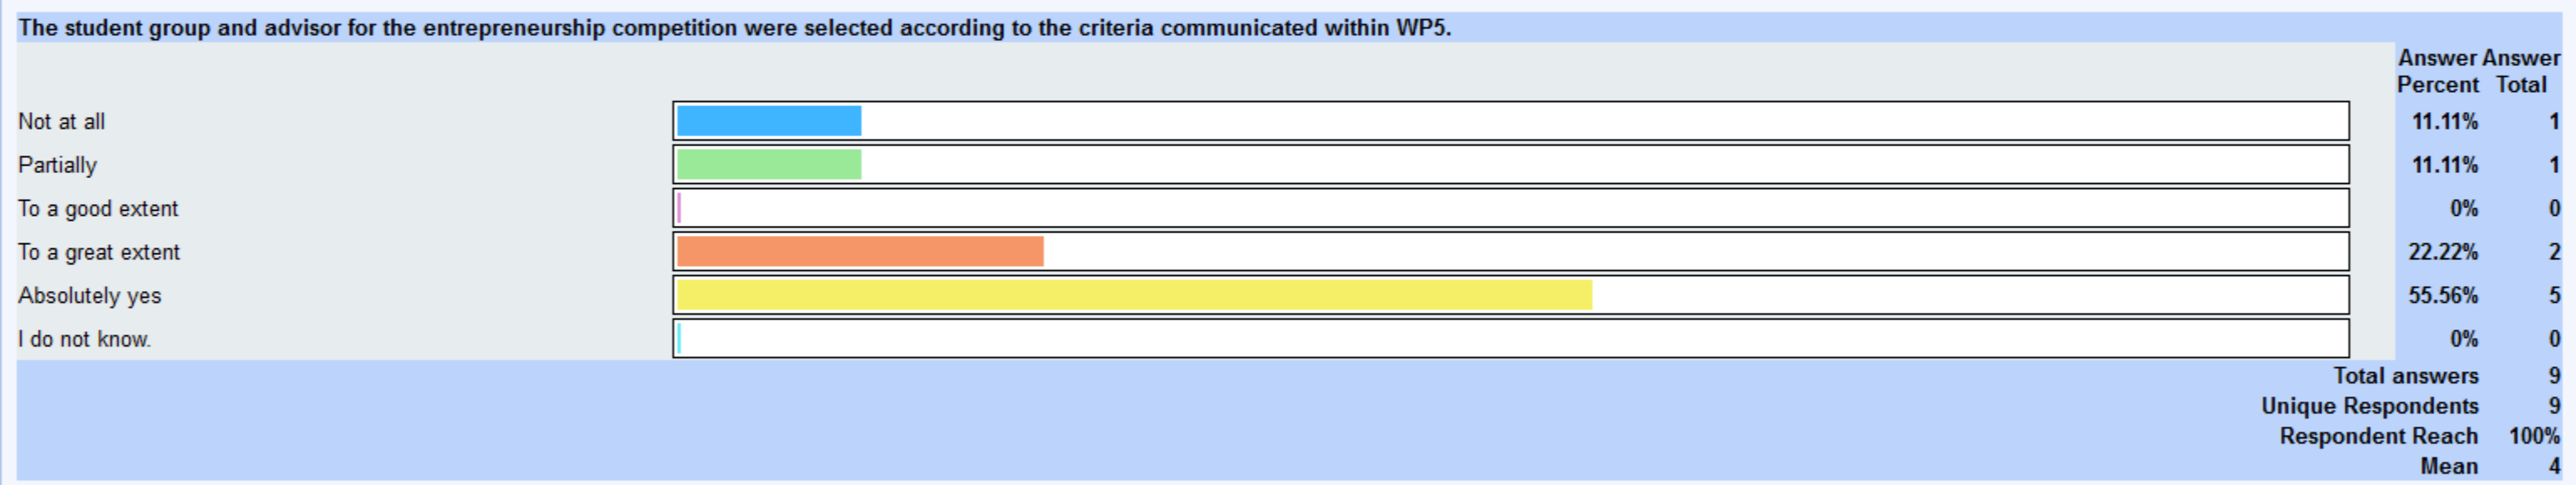 The student group and advisor for the entrepreneurship competition were selected according to the criteria communicated within WP5.
Answer Answer
Percent Total
Not at all 11.11% 1
Partially 11.11% 1
To a good extent 0% 0
To a great extent 22.22% 2
Absolutely yes 55.56% 5
I do not know. 0% 0
Total answers 9
Unique Respondents 9
Respondent Reach 100%
Mean 4